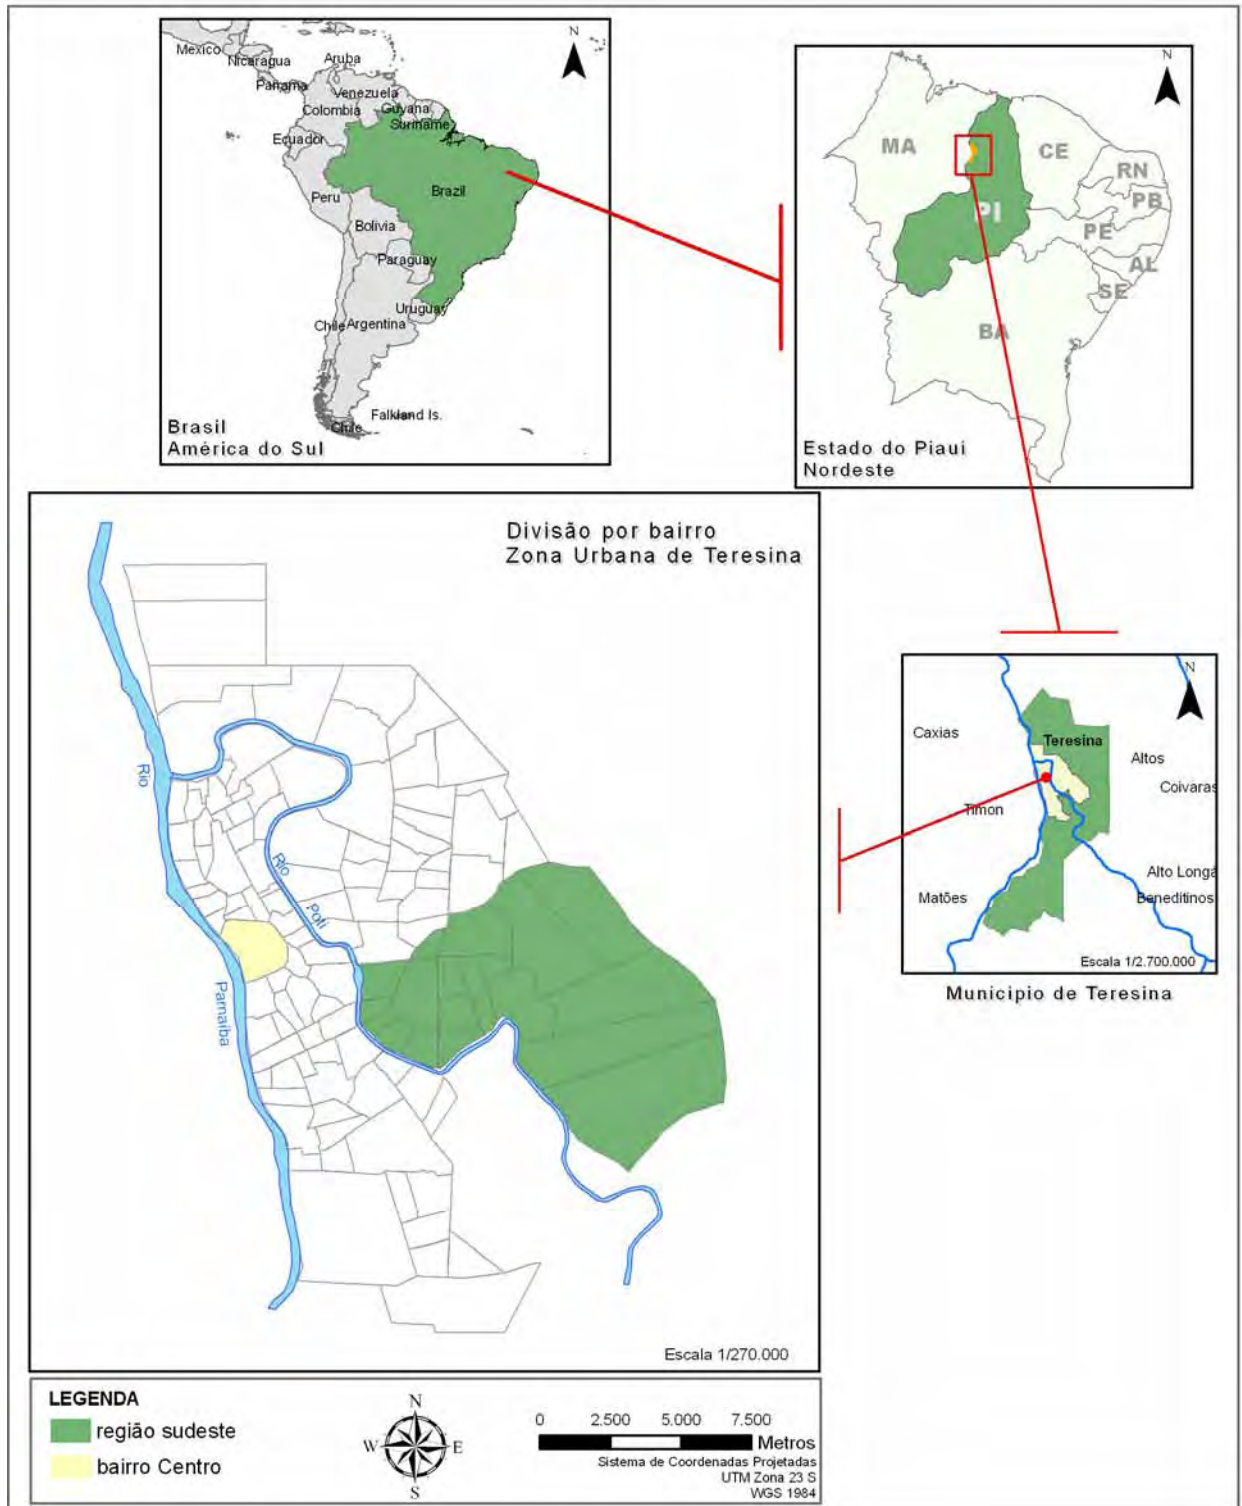 Mexico
Nicaragua
Panama
Aruba
Venezuela
Colombia
Guyana
Suriname
Ecuador
Peru
Brazil
Bolivia
Paraguay
Uruguay
Chile
Argentina
Falkland Is.
Chile
N
Brasil
América do Sul
N
MA
CE
RN
PB
PI
PE
AL
SE
BA
Estado do Piaui
Nordeste
Divisão por bairro
Zona Urbana de Teresina
Rio
Rio
Poti
Parnaíba
Escala 1/270.000
N
Caxias
Teresina
Altos
Coivaras
Timon
Alto Longá
Matões
Beneditinos
Escala 1/2.700.000
Municipio de Teresina
LEGENDA
região sudeste
bairro Centro
N
W
E
S
0 2.500 5.000 7.500
Metros
Sistema de Coordenadas Projetadas
UTM Zona 23 S
WGS 1984